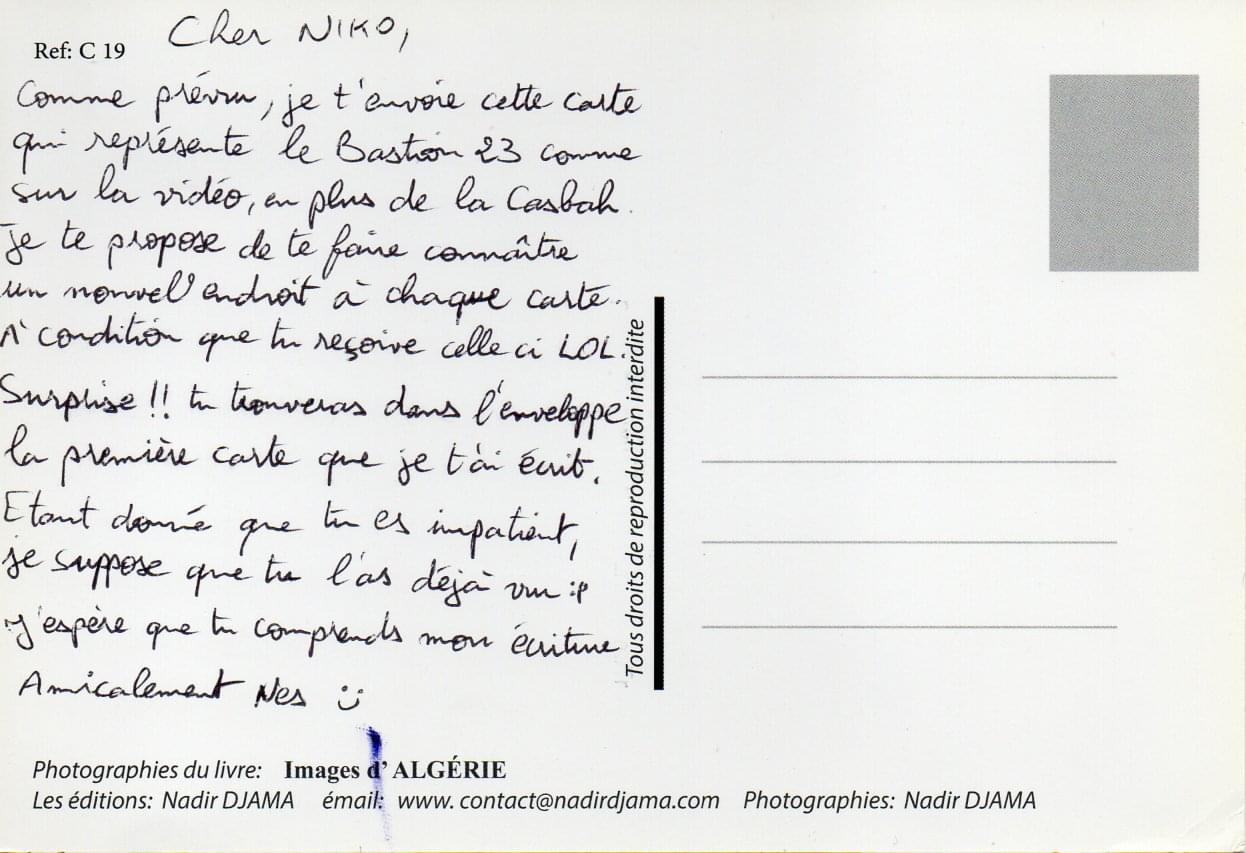 Ref: C 19
Cher NIKO,
Comme prévu, je t'envoie cette carte
qui représente le Bastion 23 comme
sur la vidéo, en plus de la Casbah.
Je te propose de te faire connaître
un nouvel endroit à chaque carte.
A condition que tu reçoive celle ci LOL.
Surprise !! tu trouveras dans l'enveloppe
la première carte que je t'ai écrit.
Etant donné que tu es impatient,
je suppose que tu l'as déjà vu :p
J'espère que tu comprends mon écriture
Amicalement Nes :)
Tous droits de reproduction interdite
Photographies du livre: Images d' ALGÉRIE
Les éditions: Nadir DJAMA émail: www. contact@nadirdjama.com Photographies: Nadir DJAMA